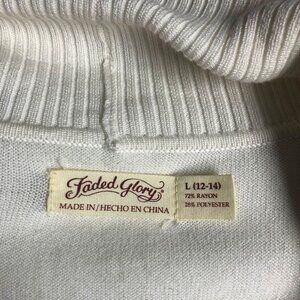 Faded Glory
MADE IN/HECHO EN CHINA
L (12-14)
72% RAYON
28% POLYESTER